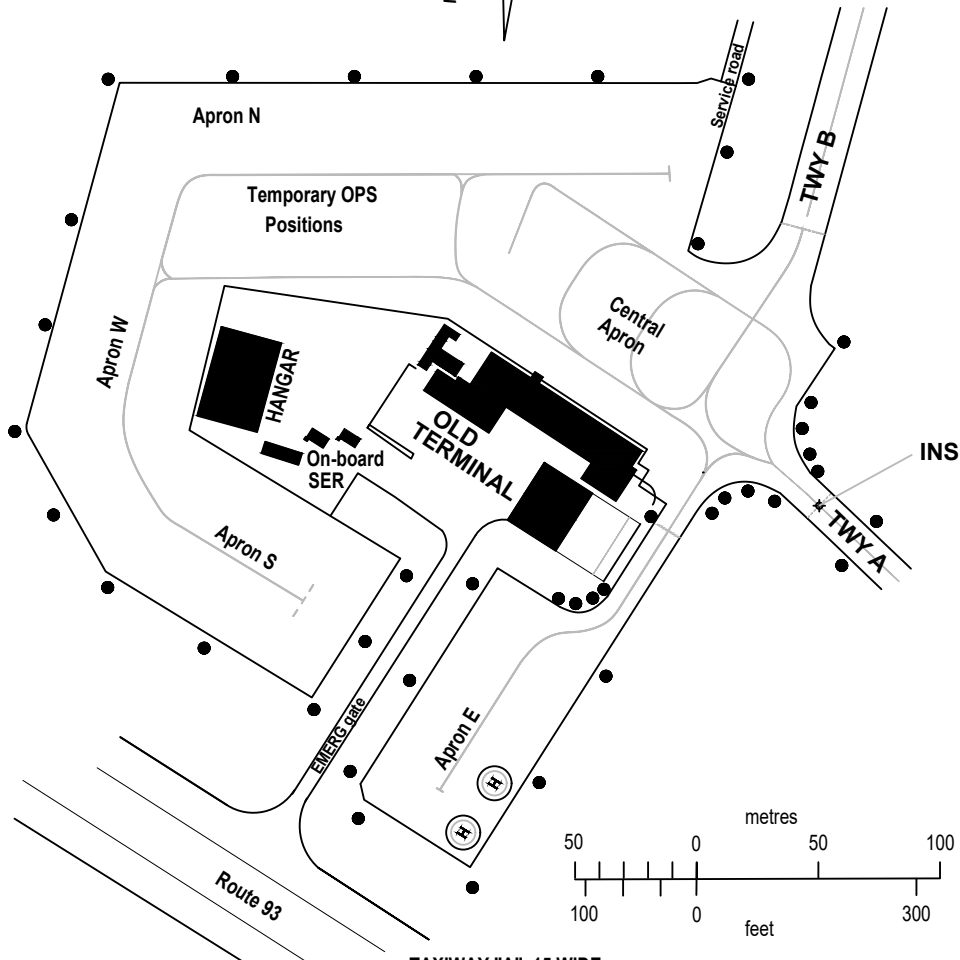 Service road
Apron N
TWY B
Temporary OPS
Positions
Central
Apron
Apron W
HANGAR
OLD
TERMINAL
On-board
SER
INS
TWY A
Apron S
EMERG gate
Apron E
H
H
Route 93
metres
50 0 50 100
100 0 300
feet